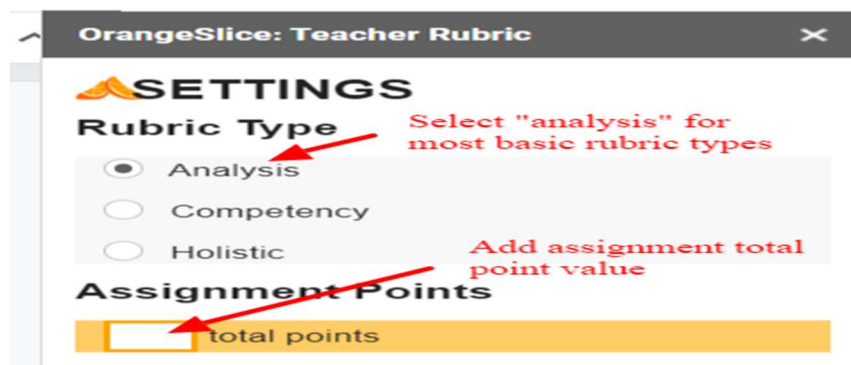 OrangeSlice: Teacher Rubric ×
SETTINGS
Rubric Type
Select "analysis" for
most basic rubric types
Analysis
Competency
Holistic
Add assignment total
point value
Assignment Points
total points